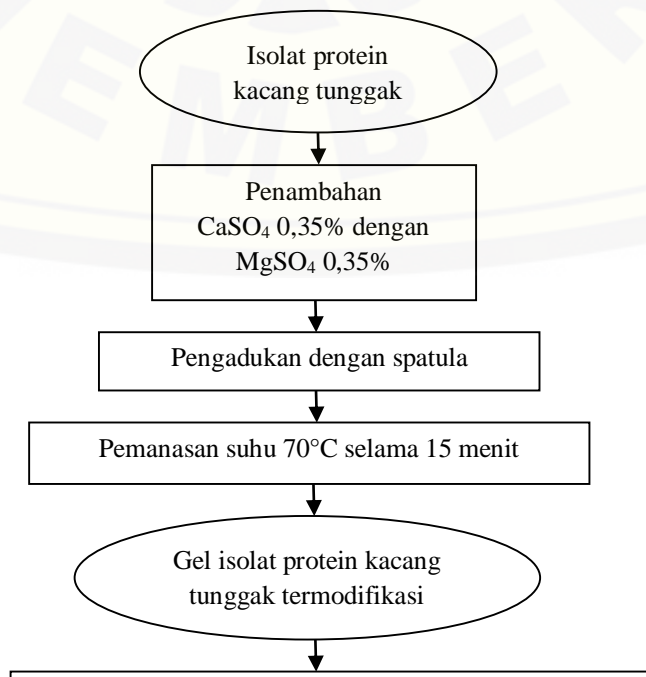 EMBER
Isolat protein
kacang tunggak
Penambahan
CaSO₄ 0,35% dengan
MgSO₄ 0,35%
Pengadukan dengan spatula
Pemanasan suhu 70°C selama 15 menit
Gel isolat protein kacang
tunggak termodifikasi